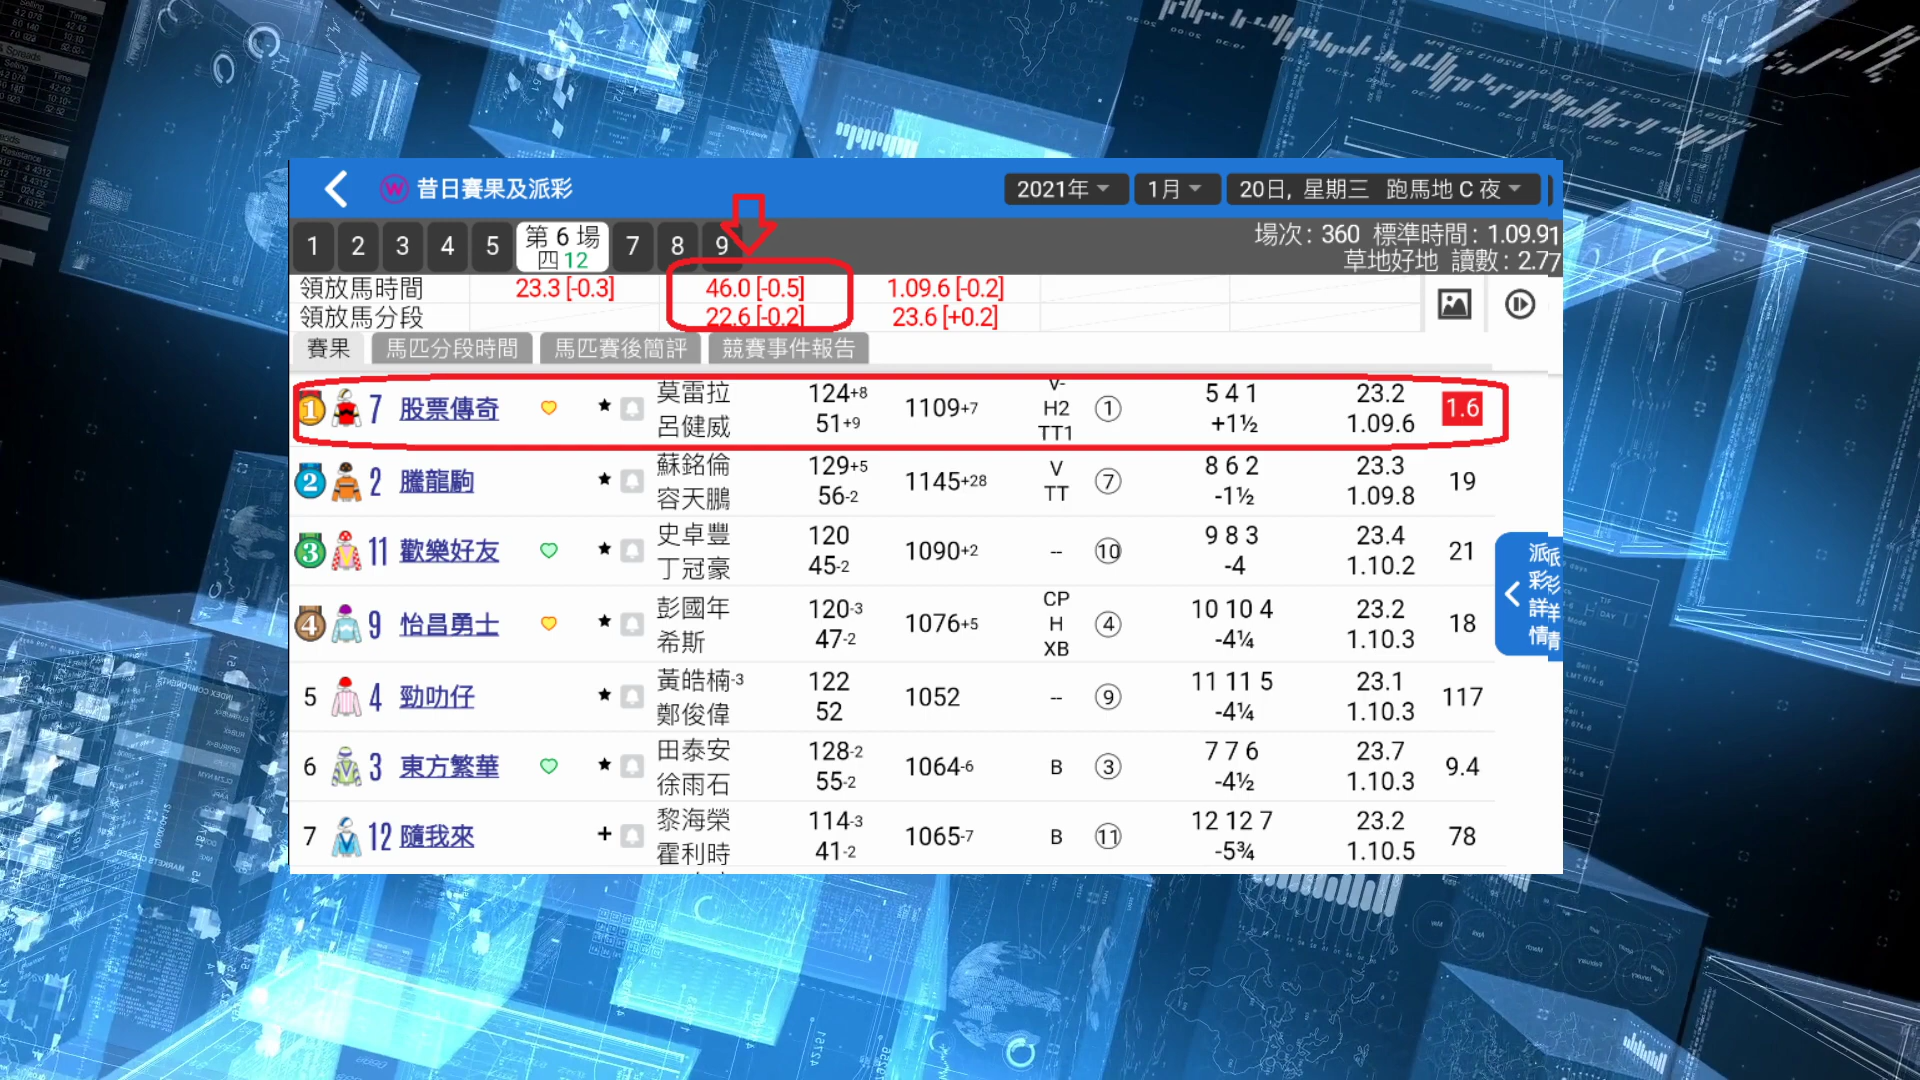 昔日賽果及派彩 2021年 1月 20日, 星期三 跑馬地 C 夜
1 2 3 4 5 第 6 場 7 8 9
四12
場次: 360 標準時間: 1.09.91
草地好地 讀數: 2.77
領放馬時間 23.3 [-0.3] 46.0 [-0.5] 1.09.6 [-0.2]
領放馬分段 22.6 [-0.2] 23.6 [+0.2]
賽果 馬匹分段時間 馬匹賽後簡評 競賽事件報告
1 7 股票傳奇 ★ 莫雷拉 124+8 1109+7 V- ① 5 4 1 23.2 1.6
呂健威 51+9 H2 +1½ 1.09.6
TT1
2 2 騰龍駒 ★ 蘇銘倫 129+5 1145+28 V ⑦ 8 6 2 23.3 19
容天鵬 56-2 TT -1½ 1.09.8
3 11 歡樂好友 ★ 史卓豐 120 1090+2 -- ⑩ 9 8 3 23.4 21
丁冠豪 45-2 -4 1.10.2
4 9 怡昌勇士 ★ 彭國年 120-3 1076+5 CP ④ 10 10 4 23.2 18
希斯 47-2 H -4¼ 1.10.3
XB
5 4 勁叻仔 ★ 黃皓楠-3 122 1052 -- ⑨ 11 11 5 23.1 117
鄭俊偉 52 -4¼ 1.10.3
6 3 東方繁華 ★ 田泰安 128-2 1064-6 B ③ 7 7 6 23.7 9.4
徐雨石 55-2 -4½ 1.10.3
7 12 隨我來 + 黎海榮 114-3 1065-7 B ⑪ 12 12 7 23.2 78
霍利時 41-2 -5¾ 1.10.5
派彩詳情